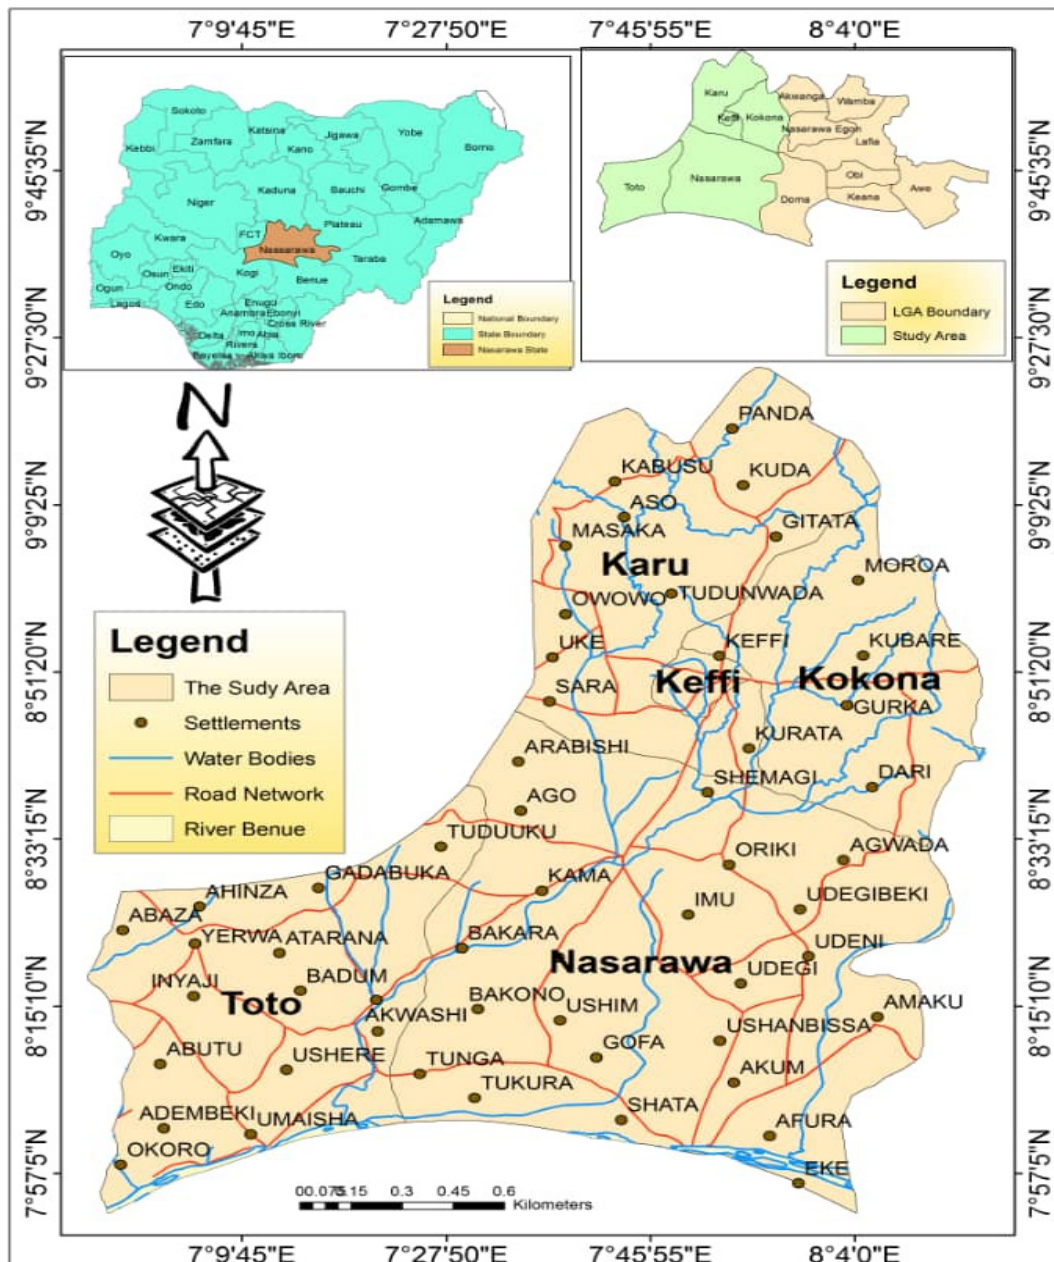 7°9'45"E 7°27'50"E 7°45'55"E 8°4'0"E
9°45'35"N
9°27'30"N
9°9'25"N
8°51'20"N
8°33'15"N
8°15'10"N
7°57'5"N
Sokoto
Kebbi
Zamfara
Katsina
Kano
Jigawa
Yobe
Borno
Kaduna
Bauchi
Gombe
Niger
Adamawa
Plateau
FCT
Nassarawa
Kwara
Oyo
Taraba
Kogi
Benue
Osun
Ekiti
Ogun
Ondo
Lagos
Edo
Enugu
Anambra
Ebonyi
Cross River
Delta
Imo
Abia
Rivers
Legend
National Boundary
State Boundary
Nasarawa State
Karu
Keffi
Kokona
Akwanga
Wamba
Nasarawa Egon
Lafia
Toto
Nasarawa
Obi
Doma
Keana
Awe
Legend
LGA Boundary
Study Area
9°45'35"N
9°27'30"N
9°9'25"N
8°51'20"N
8°33'15"N
8°15'10"N
7°57'5"N
N
PANDA
KABUSU
KUDA
ASO
GITATA
MASAKA
Karu
MOROA
OWOWO
TUDUNWADA
UKE
KEFFI
KUBARE
SARA
Keffi
Kokona
GURKA
ARABISHI
KURATA
SHEMAGI
DARI
AGO
TUDUUKU
ORIKI
AGWADA
GADABUKA
KAMA
AHINZA
IMU
UDEGIBEKI
ABAZA
YERWA
ATARANA
BAKARA
UDENI
Nasarawa
INYAJI
BADUM
UDEGI
Toto
BAKONO
USHIM
AMAKU
AKWASHI
USHANBISSA
ABUTU
USHERE
TUNGA
GOFA
AKUM
TUKURA
ADEMBEKI
UMAISHA
SHATA
AFURA
OKORO
EKE
Legend
The Sudy Area
Settlements
Water Bodies
Road Network
River Benue
0.3 0.45 0.6
Kilometers
7°9'45"E 7°27'50"E 7°45'55"E 8°4'0"E